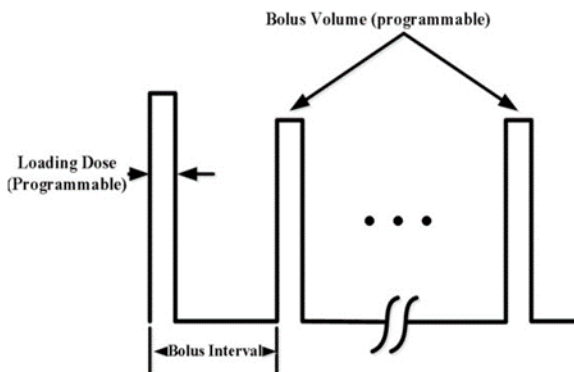 Bolus Volume (programmable)
Loading Dose
(Programmable)
Bolus Interval